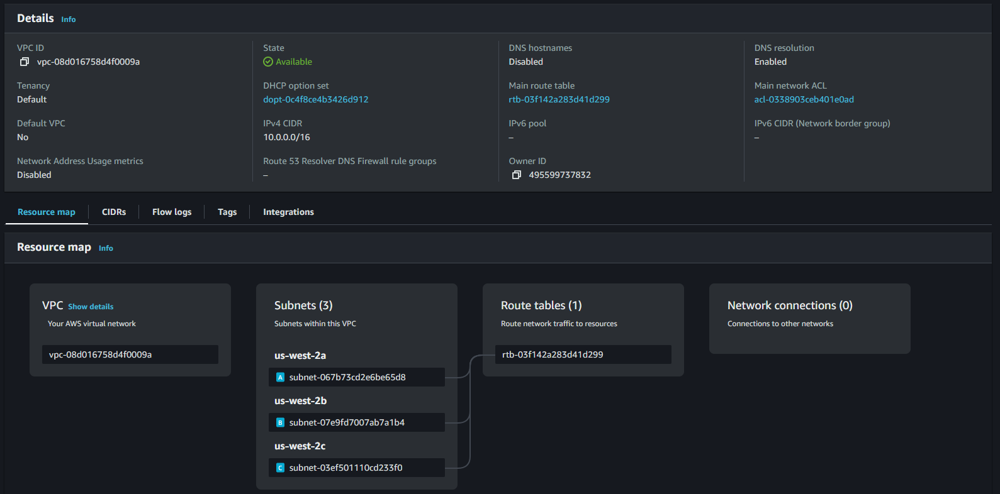 Details Info
VPC ID
vpc-08d016758d4f0009a
State
Available
DNS hostnames
Disabled
DNS resolution
Enabled
Tenancy
Default
DHCP option set
dopt-0c4f8ce4b3426d912
Main route table
rtb-03f142a283d41d299
Main network ACL
acl-0338903ceb401e0ad
Default VPC
No
IPv4 CIDR
10.0.0.0/16
IPv6 pool
–
IPv6 CIDR (Network border group)
–
Network Address Usage metrics
Disabled
Route 53 Resolver DNS Firewall rule groups
–
Owner ID
495599737832
Resource map
CIDRs
Flow logs
Tags
Integrations
Resource map Info
VPC Show details
Your AWS virtual network
vpc-08d016758d4f0009a
Subnets (3)
Subnets within this VPC
us-west-2a
A subnet-067b73cd2e6be65d8
us-west-2b
B subnet-07e9fd7007ab7a1b4
us-west-2c
C subnet-03ef501110cd233f0
Route tables (1)
Route network traffic to resources
rtb-03f142a283d41d299
Network connections (0)
Connections to other networks